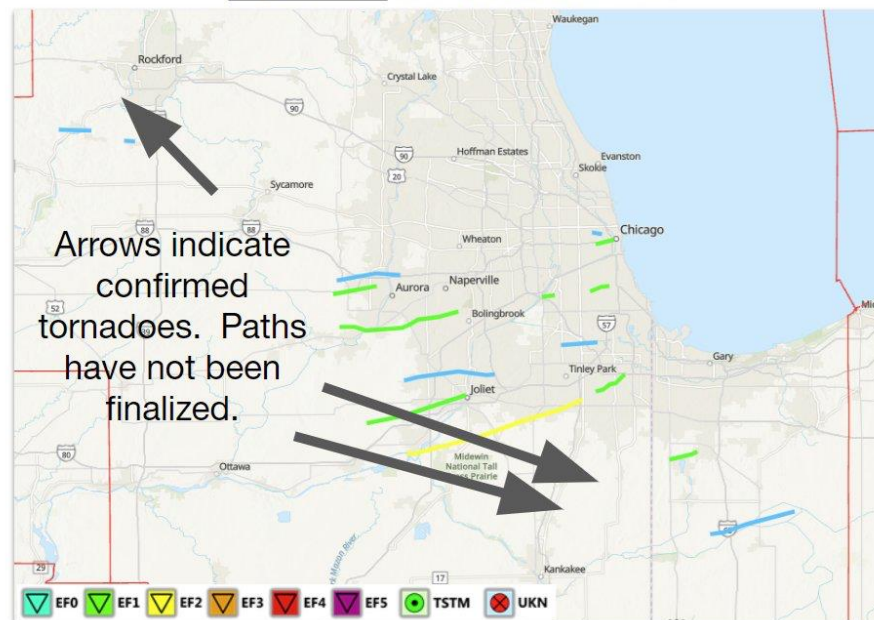 Waukegan
Rockford
Crystal Lake
90
90
Hoffman Estates
Evanston
Skokie
20
Sycamore
88
88
Chicago
Wheaton
Arrows indicate
confirmed
tornadoes. Paths
have not been
finalized.
Aurora
Naperville
52
Bolingbrook
57
39
Gary
Tinley Park
Joliet
80
Midewin
National Tall
Ottawa
Kankakee
29
17
EF0 EF1 EF2 EF3 EF4 EF5 TSTM UKN